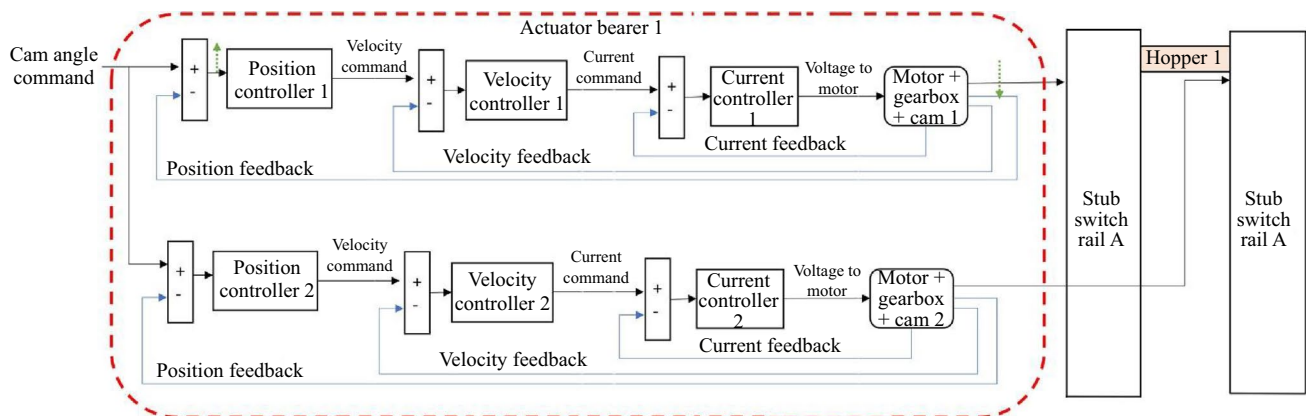 Actuator bearer 1
Cam angle
command
+
-
Position
controller 1
Velocity
command
+
-
Velocity
controller 1
Current
command
+
-
Current
controller
1
Voltage to
motor
Motor +
gearbox
+ cam 1
Current feedback
Velocity feedback
Position feedback
Hopper 1
Stub
switch
rail A
Stub
switch
rail A
+
-
Position
controller 2
Velocity
command
+
-
Velocity
controller 2
Current
command
+
-
Current
controller
2
Voltage to
motor
Motor +
gearbox
+ cam 2
Current feedback
Velocity feedback
Position feedback